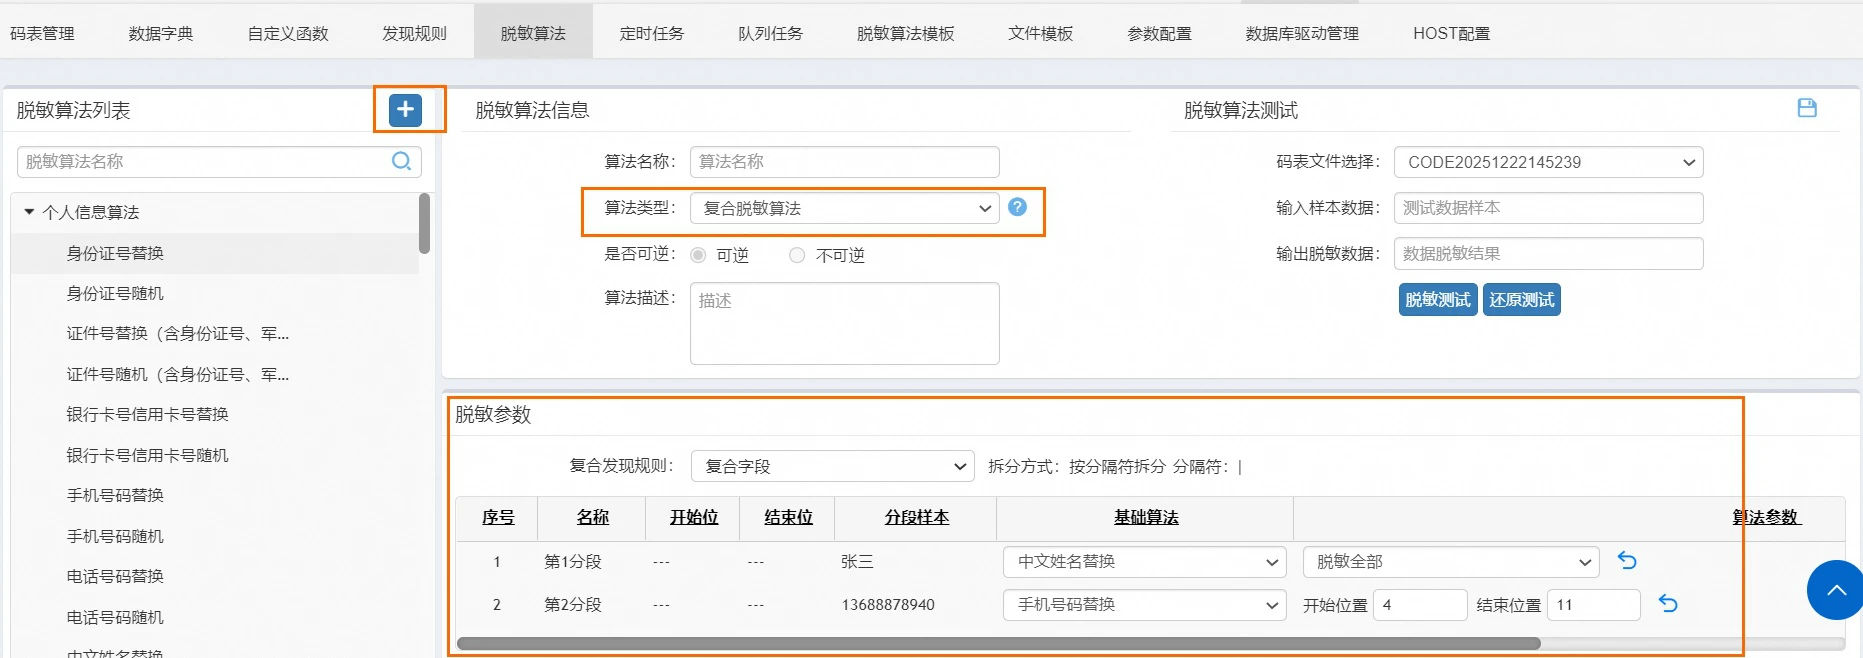 码表管理 数据字典 自定义函数 发现规则 脱敏算法 定时任务 队列任务 脱敏算法模板 文件模板 参数配置 数据库驱动管理 HOST配置
脱敏算法列表
脱敏算法名称
个人信息算法
身份证号替换
身份证号随机
证件号替换（含身份证号、军...
证件号随机（含身份证号、军...
银行卡号信用卡号替换
银行卡号信用卡号随机
手机号码替换
手机号码随机
电话号码替换
电话号码随机
中文姓名替换
脱敏算法信息
算法名称： 算法名称
算法类型： 复合脱敏算法
是否可逆： 可逆 不可逆
算法描述： 描述
脱敏算法测试
码表文件选择： CODE20251222145239
输入样本数据： 测试数据样本
输出脱敏数据： 数据脱敏结果
脱敏测试 还原测试
脱敏参数
复合发现规则： 复合字段 拆分方式：按分隔符拆分 分隔符：|
序号 名称 开始位 结束位 分段样本 基础算法 算法参数
1 第1分段 --- --- 张三 中文姓名替换 脱敏全部
2 第2分段 --- --- 13688878940 手机号码替换 开始位置 4 结束位置 11